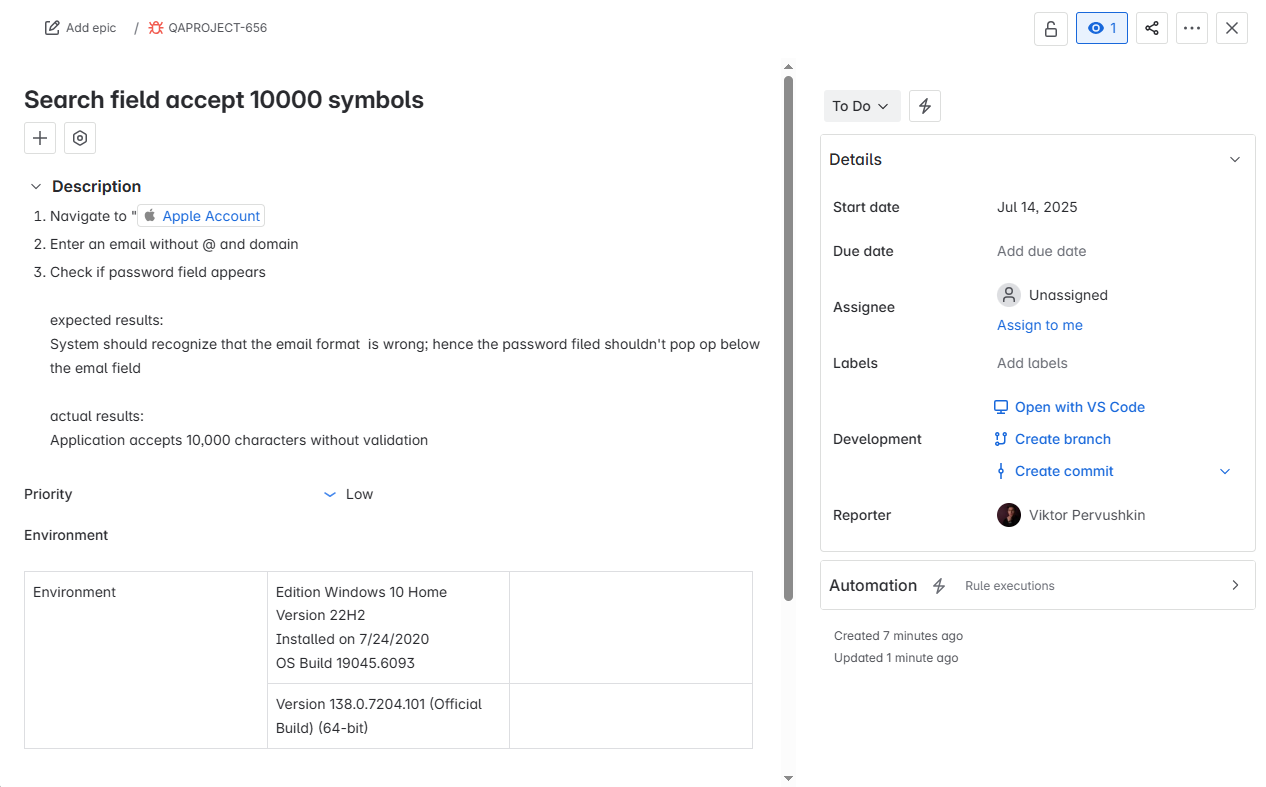 Add epic / QAPROJECT-656
1
Search field accept 10000 symbols
Description
1. Navigate to " Apple Account
2. Enter an email without @ and domain
3. Check if password field appears
expected results:
System should recognize that the email format  is wrong; hence the password filed shouldn't pop op below
the emal field
actual results:
Application accepts 10,000 characters without validation
Priority Low
Environment
Environment
Edition Windows 10 Home
Version 22H2
Installed on 7/24/2020
OS Build 19045.6093
Version 138.0.7204.101 (Official
Build) (64-bit)
To Do
Details
Start date Jul 14, 2025
Due date Add due date
Assignee Unassigned
Assign to me
Labels Add labels
Development
Open with VS Code
Create branch
Create commit
Reporter Viktor Pervushkin
Automation Rule executions
Created 7 minutes ago
Updated 1 minute ago